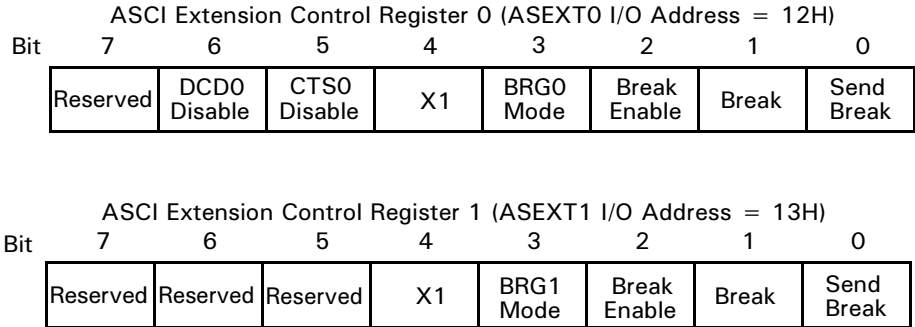 ASCI Extension Control Register 0 (ASEXT0 I/O Address = 12H)
Bit 7 6 5 4 3 2 1 0
Reserved DCD0 Disable CTS0 Disable X1 BRG0 Mode Break Enable Break Send Break
ASCI Extension Control Register 1 (ASEXT1 I/O Address = 13H)
Bit 7 6 5 4 3 2 1 0
Reserved Reserved Reserved X1 BRG1 Mode Break Enable Break Send Break